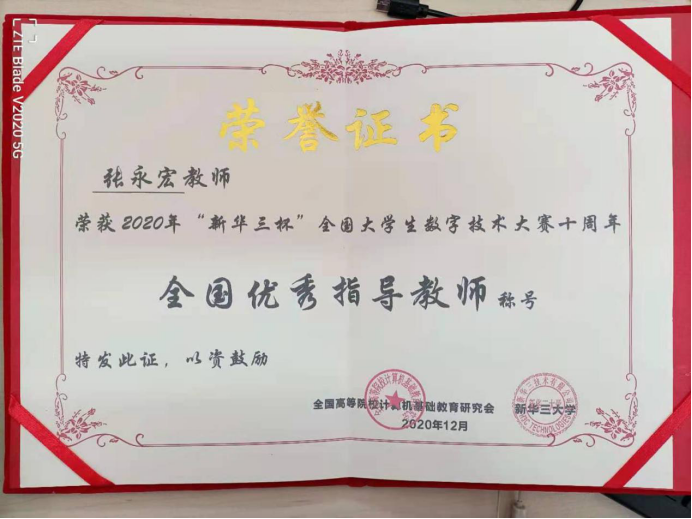 ZTE Blade V2020 5G
荣誉证书
张永宏教师
荣获2020年“新华三杯”全国大学生数字技术大赛十周年
全国优秀指导教师称号
特发此证，以资鼓励
全国高等院校计算机基础教育研究会
新华三大学
2020年12月